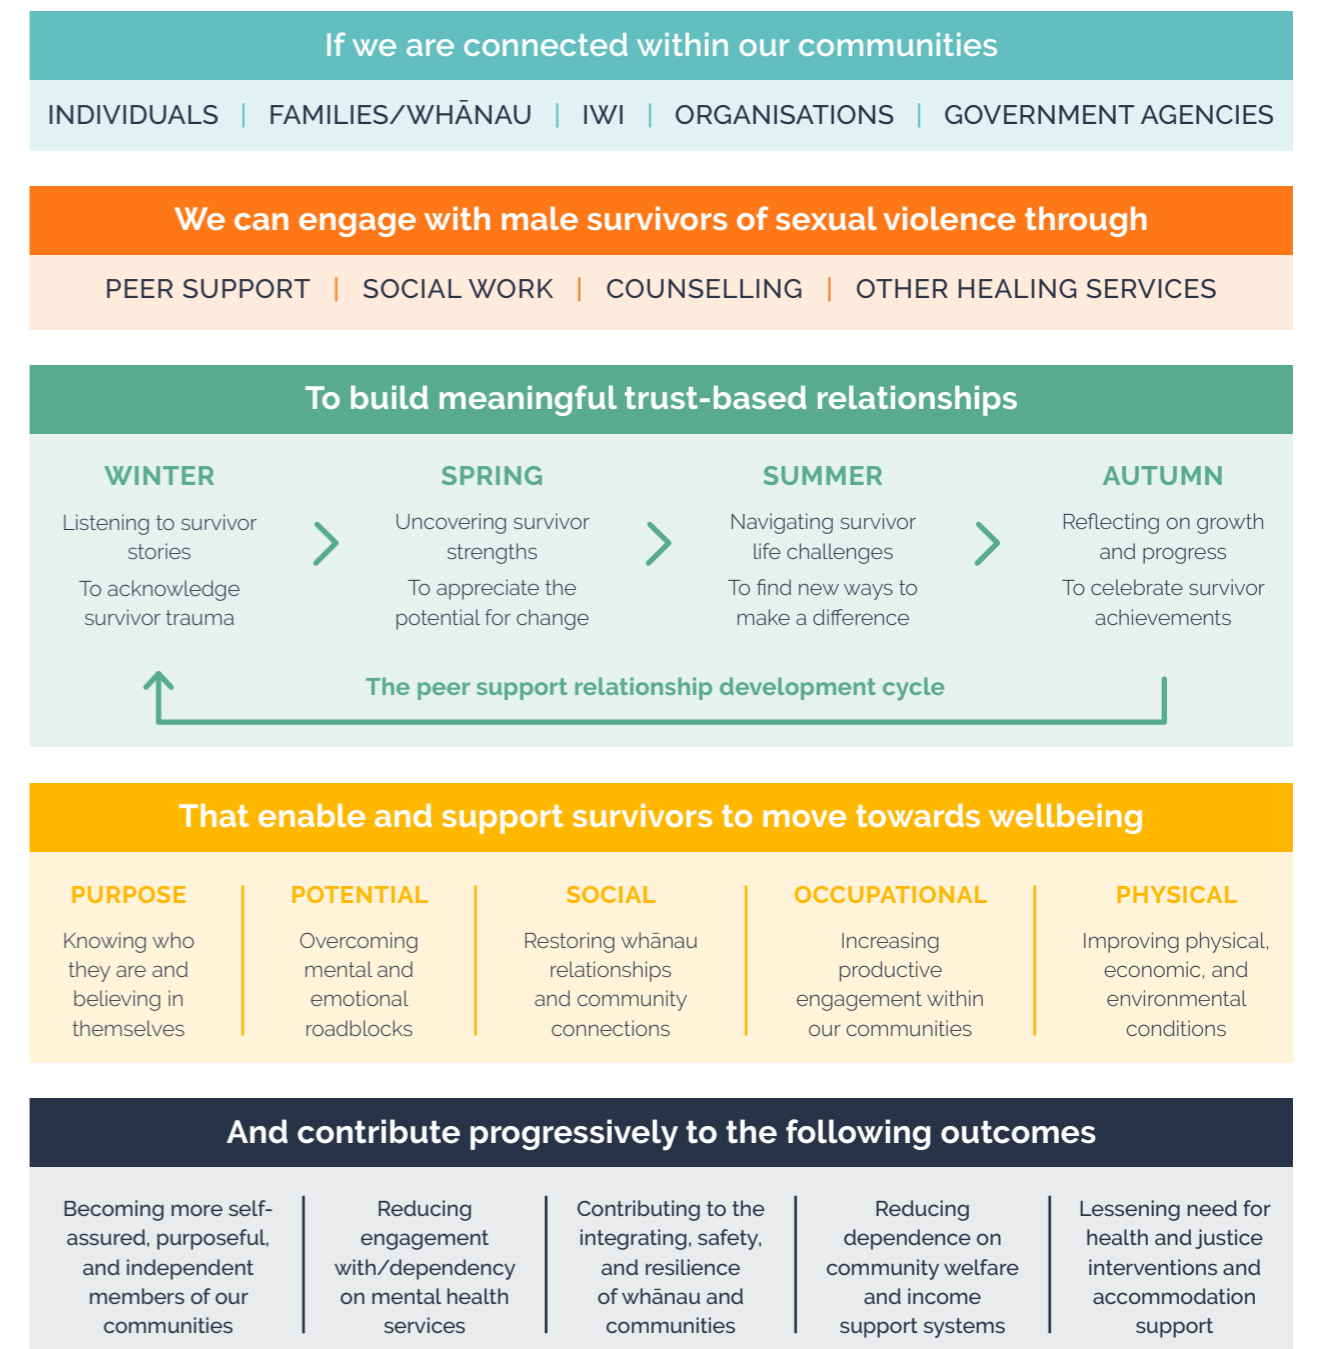 If we are connected within our communities
INDIVIDUALS | FAMILIES/WHĀNAU | IWI | ORGANISATIONS | GOVERNMENT AGENCIES
We can engage with male survivors of sexual violence through
PEER SUPPORT | SOCIAL WORK | COUNSELLING | OTHER HEALING SERVICES
To build meaningful trust-based relationships
WINTER
Listening to survivor
stories
To acknowledge
survivor trauma
SPRING
Uncovering survivor
strengths
To appreciate the
potential for change
SUMMER
Navigating survivor
life challenges
To find new ways to
make a difference
AUTUMN
Reflecting on growth
and progress
To celebrate survivor
achievements
The peer support relationship development cycle
That enable and support survivors to move towards wellbeing
PURPOSE
Knowing who
they are and
believing in
themselves
POTENTIAL
Overcoming
mental and
emotional
roadblocks
SOCIAL
Restoring whānau
relationships
and community
connections
OCCUPATIONAL
Increasing
productive
engagement within
our communities
PHYSICAL
Improving physical,
economic, and
environmental
conditions
And contribute progressively to the following outcomes
Becoming more self-
assured, purposeful,
and independent
members of our
communities
Reducing
engagement
with/dependency
on mental health
services
Contributing to the
integrating, safety,
and resilience
of whānau and
communities
Reducing
dependence on
community welfare
and income
support systems
Lessening need for
health and justice
interventions and
accommodation
support